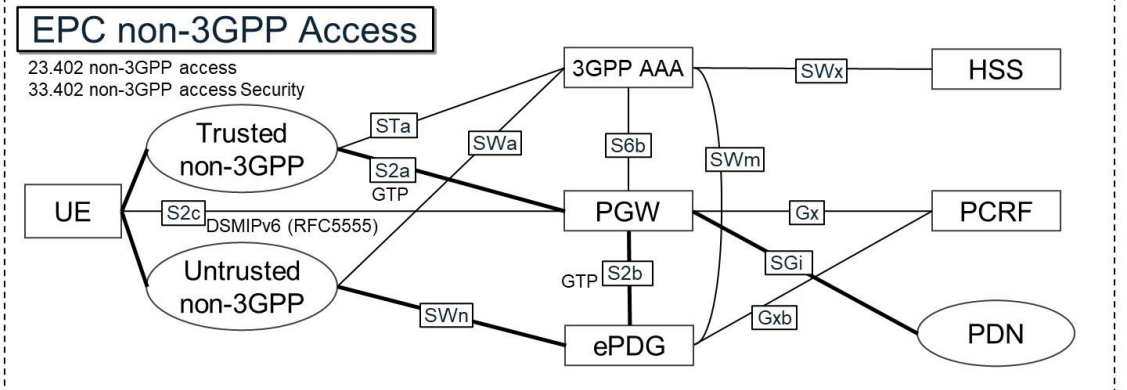 EPC non-3GPP Access
23.402 non-3GPP access
33.402 non-3GPP access Security
3GPP AAA
SWx
HSS
Trusted
non-3GPP
STa
SWa
S6b
SWm
S2a
GTP
UE
S2c
DSMIPv6 (RFC5555)
PGW
Gx
PCRF
Untrusted
non-3GPP
GTP
S2b
SGi
SWn
Gxb
ePDG
PDN